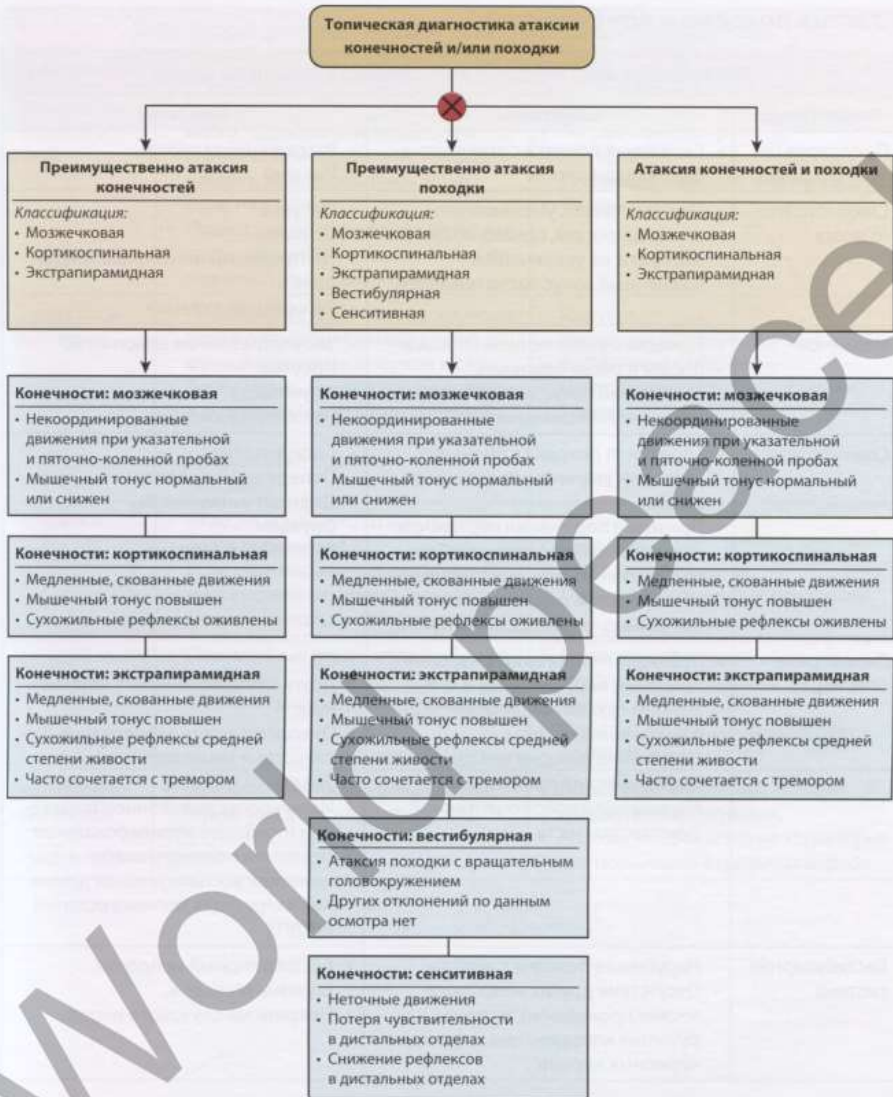 Топическая диагностика атаксии
конечностей и/или походки
Преимущественно атаксия
конечностей
Классификация:
• Мозжечковая
• Кортикоспинальная
• Экстрапирамидная
Преимущественно атаксия
походки
Классификация:
• Мозжечковая
• Кортикоспинальная
• Экстрапирамидная
• Вестибулярная
• Сенситивная
Атаксия конечностей и походки
Классификация:
• Мозжечковая
• Кортикоспинальная
• Экстрапирамидная
Конечности: мозжечковая
• Некоординированные
движения при указательной
и пяточно-коленной пробах
• Мышечный тонус нормальный
или снижен
Конечности: мозжечковая
• Некоординированные
движения при указательной
и пяточно-коленной пробах
• Мышечный тонус нормальный
или снижен
Конечности: мозжечковая
• Некоординированные
движения при указательной
и пяточно-коленной пробах
• Мышечный тонус нормальный
или снижен
Конечности: кортикоспинальная
• Медленные, скованные движения
• Мышечный тонус повышен
• Сухожильные рефлексы оживлены
Конечности: кортикоспинальная
• Медленные, скованные движения
• Мышечный тонус повышен
• Сухожильные рефлексы оживлены
Конечности: кортикоспинальная
• Медленные, скованные движения
• Мышечный тонус повышен
• Сухожильные рефлексы оживлены
Конечности: экстрапирамидная
• Медленные, скованные движения
• Мышечный тонус повышен
• Сухожильные рефлексы средней
степени живости
• Часто сочетается с тремором
Конечности: экстрапирамидная
• Медленные, скованные движения
• Мышечный тонус повышен
• Сухожильные рефлексы средней
степени живости
• Часто сочетается с тремором
Конечности: экстрапирамидная
• Медленные, скованные движения
• Мышечный тонус повышен
• Сухожильные рефлексы средней
степени живости
• Часто сочетается с тремором
Конечности: вестибулярная
• Атаксия походки с вращательным
головокружением
• Других отклонений по данным
осмотра нет
Конечности: сенситивная
• Неточные движения
• Потеря чувствительности
в дистальных отделах
• Снижение рефлексов
в дистальных отделах
World peace